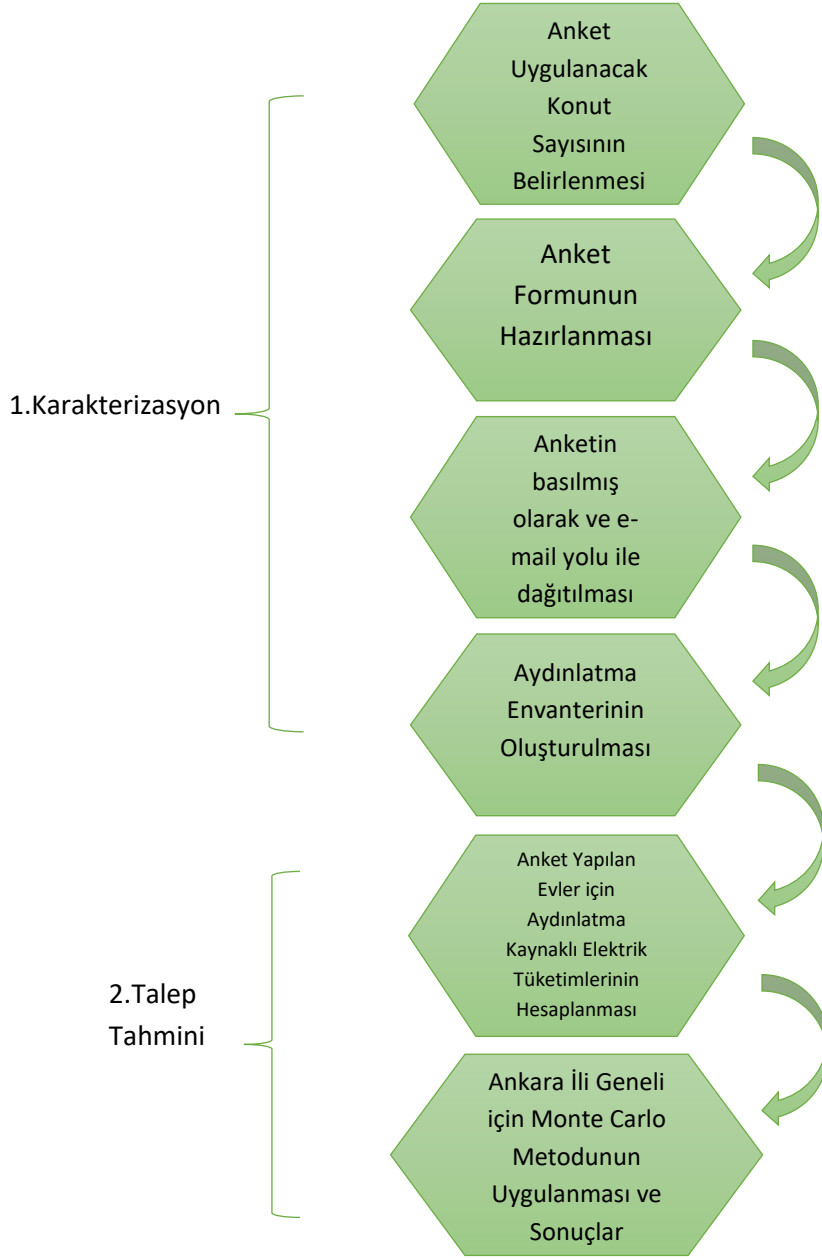 Anket
Uygulanacak
Konut
Sayısının
Belirlenmesi
Anket
Formunun
Hazırlanması
1.Karakterizasyon
Anketin
basılmış
olarak ve e-
mail yolu ile
dağıtılması
Aydınlatma
Envanterinin
Oluşturulması
Anket Yapılan
Evler için
Aydınlatma
Kaynaklı Elektrik
Tüketimlerinin
Hesaplanması
2.Talep
Tahmini
Ankara İli Geneli
için Monte Carlo
Metodunun
Uygulanması ve
Sonuçlar